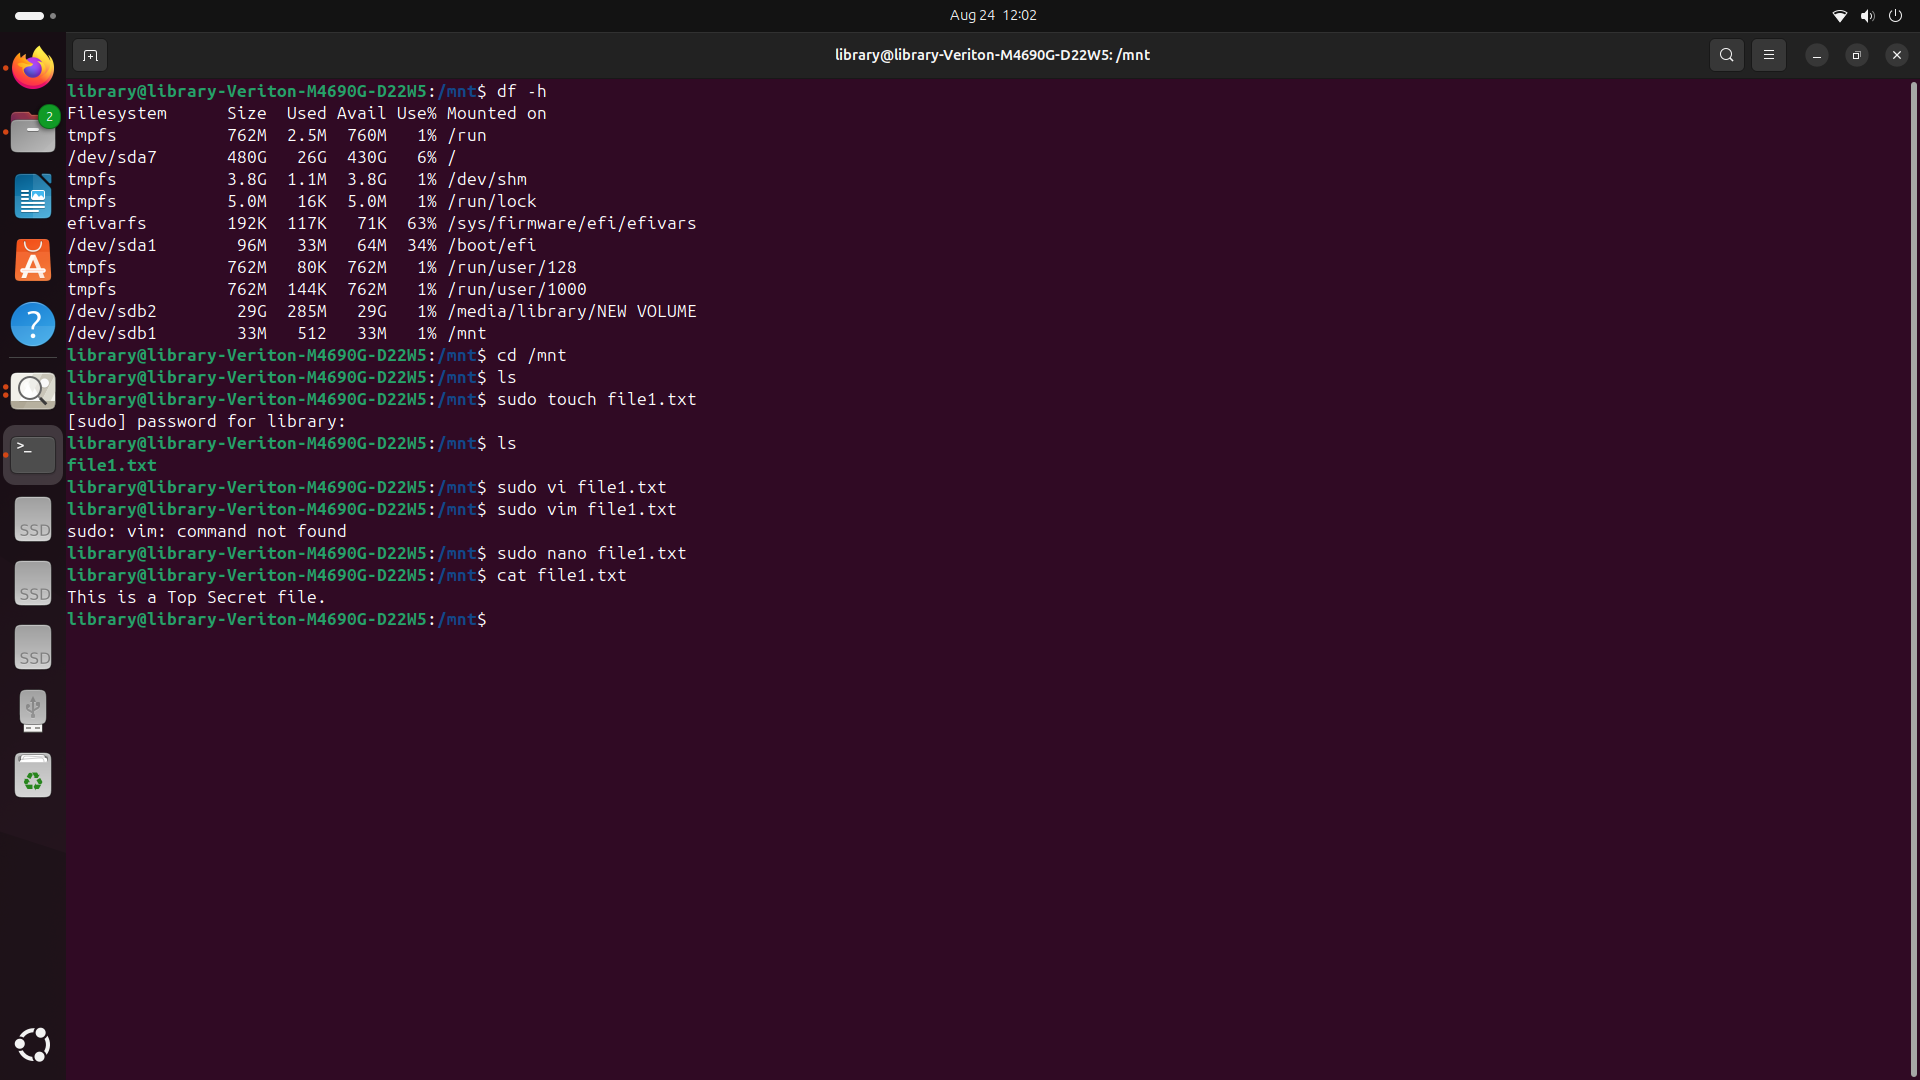 Aug 24 12:02
library@library-Veriton-M4690G-D22W5: /mnt
2
library@library-Veriton-M4690G-D22W5:/mnt$ df -h
Filesystem      Size  Used Avail Use% Mounted on
tmpfs           762M  2.5M  760M   1% /run
/dev/sda7       480G   26G  430G   6% /
tmpfs           3.8G  1.1M  3.8G   1% /dev/shm
tmpfs           5.0M   16K  5.0M   1% /run/lock
efivarfs        192K  117K   71K  63% /sys/firmware/efi/efivars
/dev/sda1        96M   33M   64M  34% /boot/efi
tmpfs           762M   80K  762M   1% /run/user/128
tmpfs           762M  144K  762M   1% /run/user/1000
/dev/sdb2        29G  285M   29G   1% /media/library/NEW VOLUME
/dev/sdb1        33M   512   33M   1% /mnt
library@library-Veriton-M4690G-D22W5:/mnt$ cd /mnt
library@library-Veriton-M4690G-D22W5:/mnt$ ls
library@library-Veriton-M4690G-D22W5:/mnt$ sudo touch file1.txt
[sudo] password for library:
library@library-Veriton-M4690G-D22W5:/mnt$ ls
file1.txt
library@library-Veriton-M4690G-D22W5:/mnt$ sudo vi file1.txt
library@library-Veriton-M4690G-D22W5:/mnt$ sudo vim file1.txt
sudo: vim: command not found
library@library-Veriton-M4690G-D22W5:/mnt$ sudo nano file1.txt
library@library-Veriton-M4690G-D22W5:/mnt$ cat file1.txt
This is a Top Secret file.
library@library-Veriton-M4690G-D22W5:/mnt$
?
>_
SSD
SSD
SSD